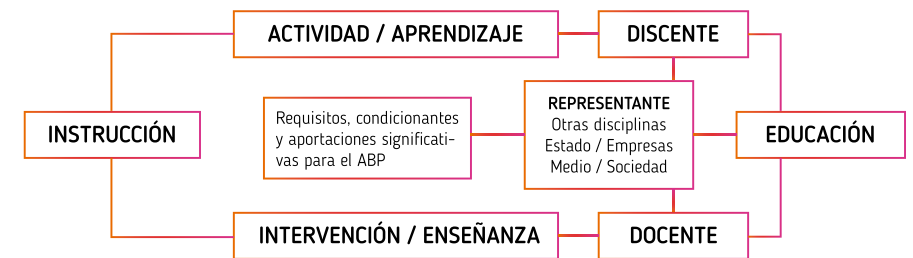 ACTIVIDAD / APRENDIZAJE
DISCENTE
INSTRUCCIÓN
Requisitos, condicionantes
y aportaciones significati-
vas para el ABP
REPRESENTANTE
Otras disciplinas
Estado / Empresas
Medio / Sociedad
EDUCACIÓN
INTERVENCIÓN / ENSEÑANZA
DOCENTE